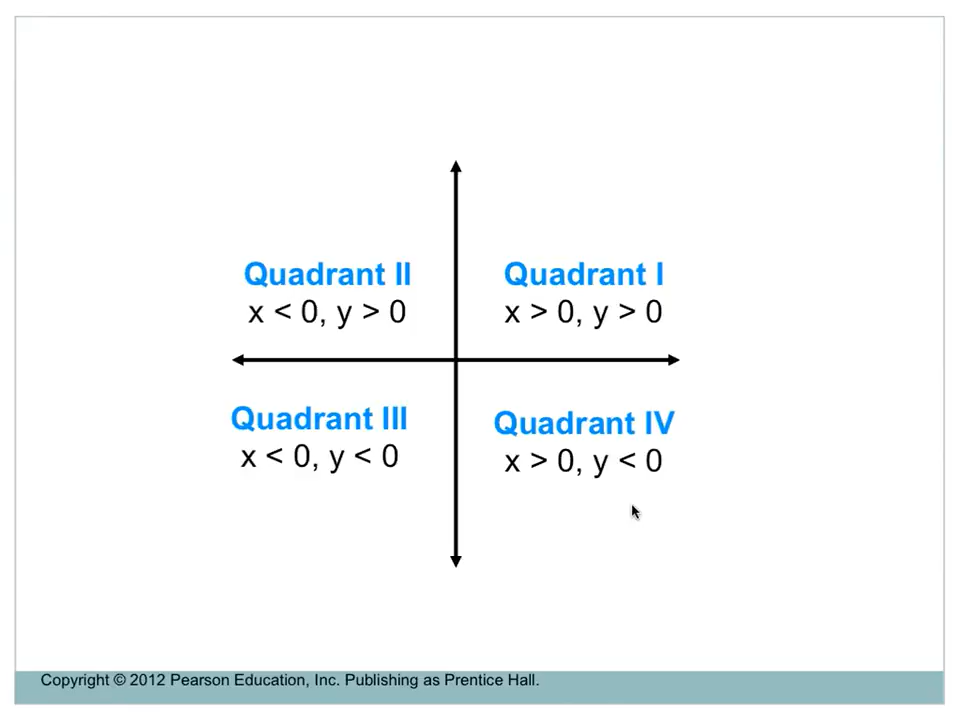 Quadrant II
x < 0, y > 0
Quadrant I
x > 0, y > 0
Quadrant III
x < 0, y < 0
Quadrant IV
x > 0, y < 0
Copyright © 2012 Pearson Education, Inc. Publishing as Prentice Hall.